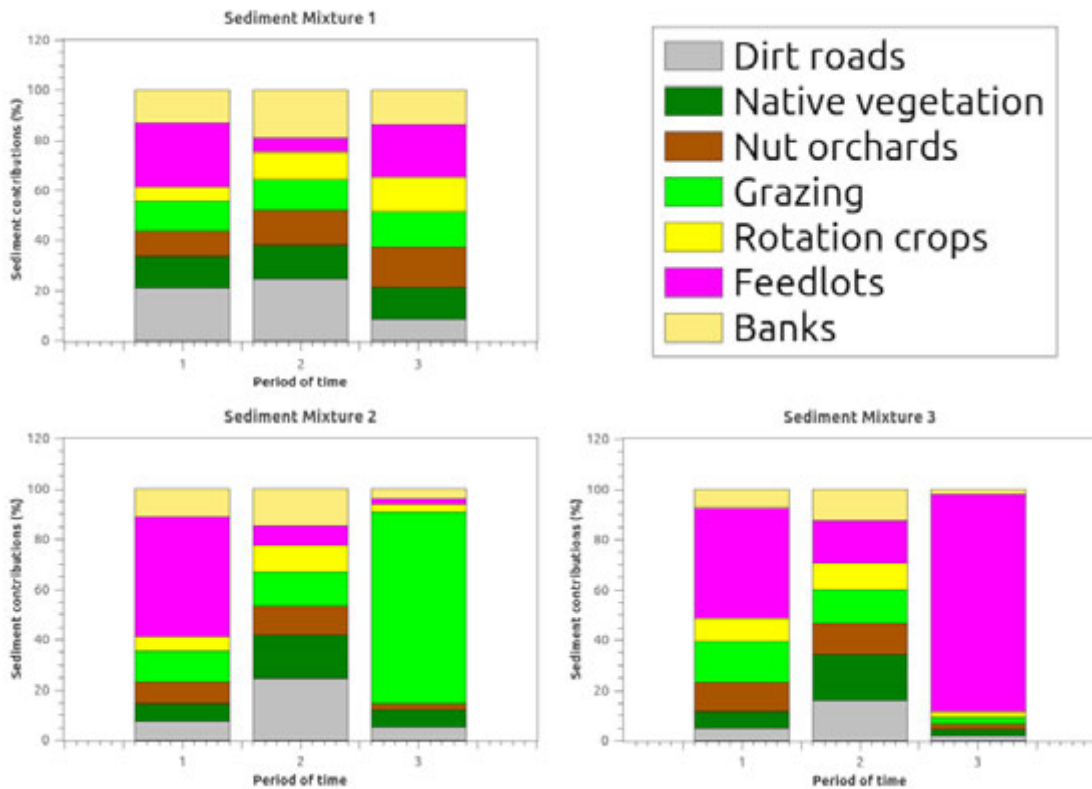 Sediment Mixture 1
120
100
80
60
40
20
0
Sediment contributions (%)
1 2 3
Period of time
Dirt roads
Native vegetation
Nut orchards
Grazing
Rotation crops
Feedlots
Banks
Sediment Mixture 2
120
100
80
60
40
20
0
Sediment contributions (%)
1 2 3
Period of time
Sediment Mixture 3
120
100
80
60
40
20
0
Sediment contributions (%)
1 2 3
Period of time